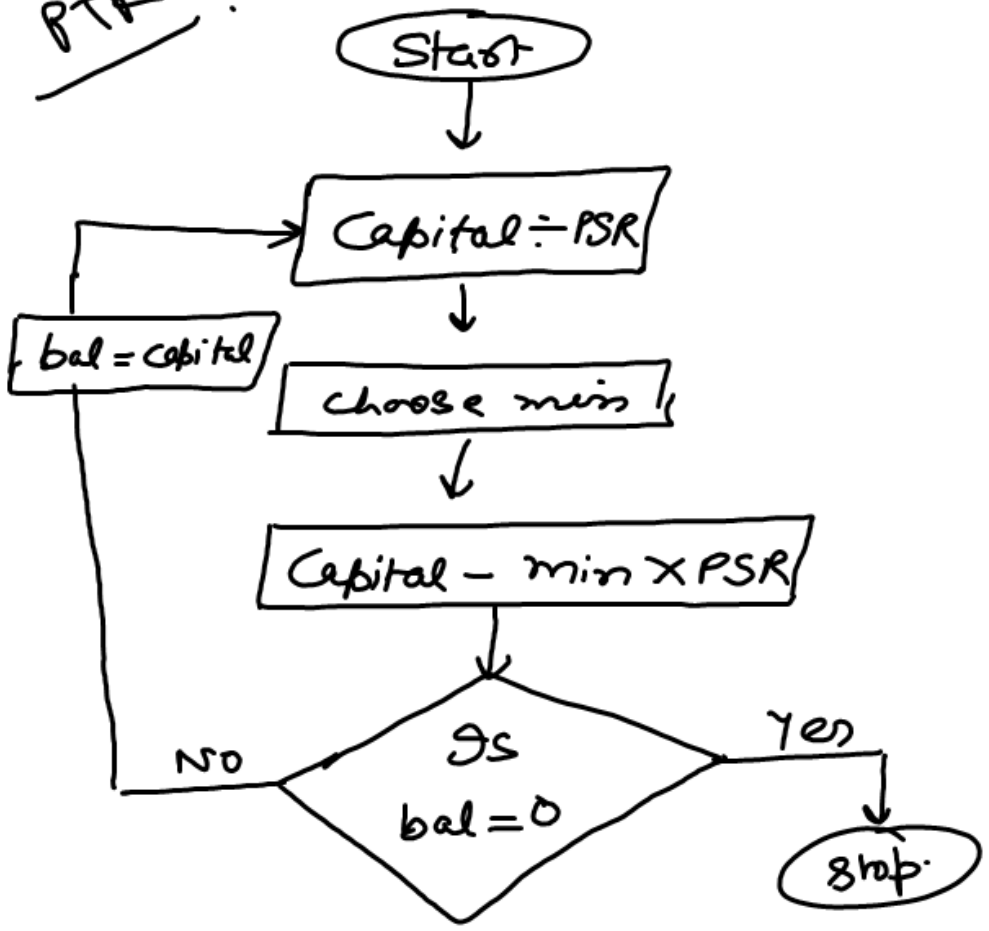 Start
Capital ÷ PSR
bal = capital
choose min
Capital - min × PSR
Is
bal = 0
No
Yes
stop.